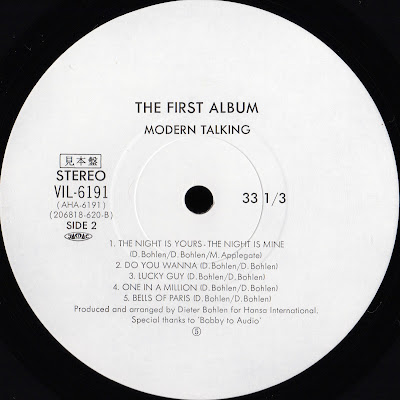 THE FIRST ALBUM
MODERN TALKING
見本盤
STEREO
VIL-6191
(AHA-6191)
(206818-620-B)
SIDE 2
JASRAC
33 1/3
1. THE NIGHT IS YOURS - THE NIGHT IS MINE
(D. Bohlen/D. Bohlen/M. Applegate)
2. DO YOU WANNA (D. Bohlen/D. Bohlen)
3. LUCKY GUY (D. Bohlen/D. Bohlen)
4. ONE IN A MILLION (D. Bohlen/D. Bohlen)
5. BELLS OF PARIS (D. Bohlen/D. Bohlen)
Produced and arranged by Dieter Bohlen for Hansa International.
Special thanks to 'Bobby to Audio'